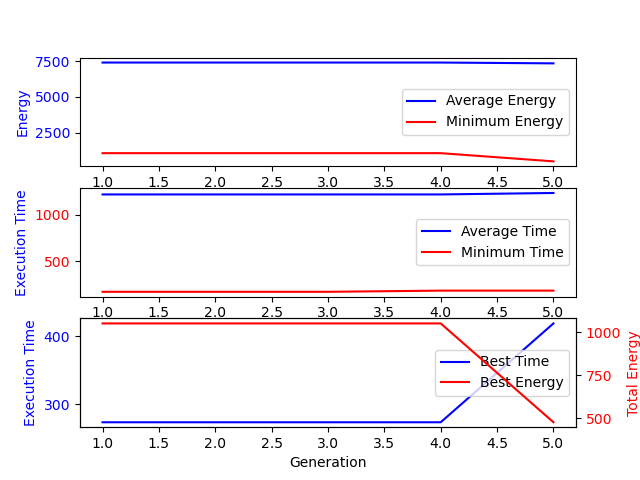 7500
5000
2500
Energy
Average Energy
Minimum Energy
1.0 1.5 2.0 2.5 3.0 3.5 4.0 4.5 5.0
1000
500
Execution Time
Average Time
Minimum Time
1.0 1.5 2.0 2.5 3.0 3.5 4.0 4.5 5.0
400
300
Execution Time
Best Time
Best Energy
1000
750
500
Total Energy
1.0 1.5 2.0 2.5 3.0 3.5 4.0 4.5 5.0
Generation